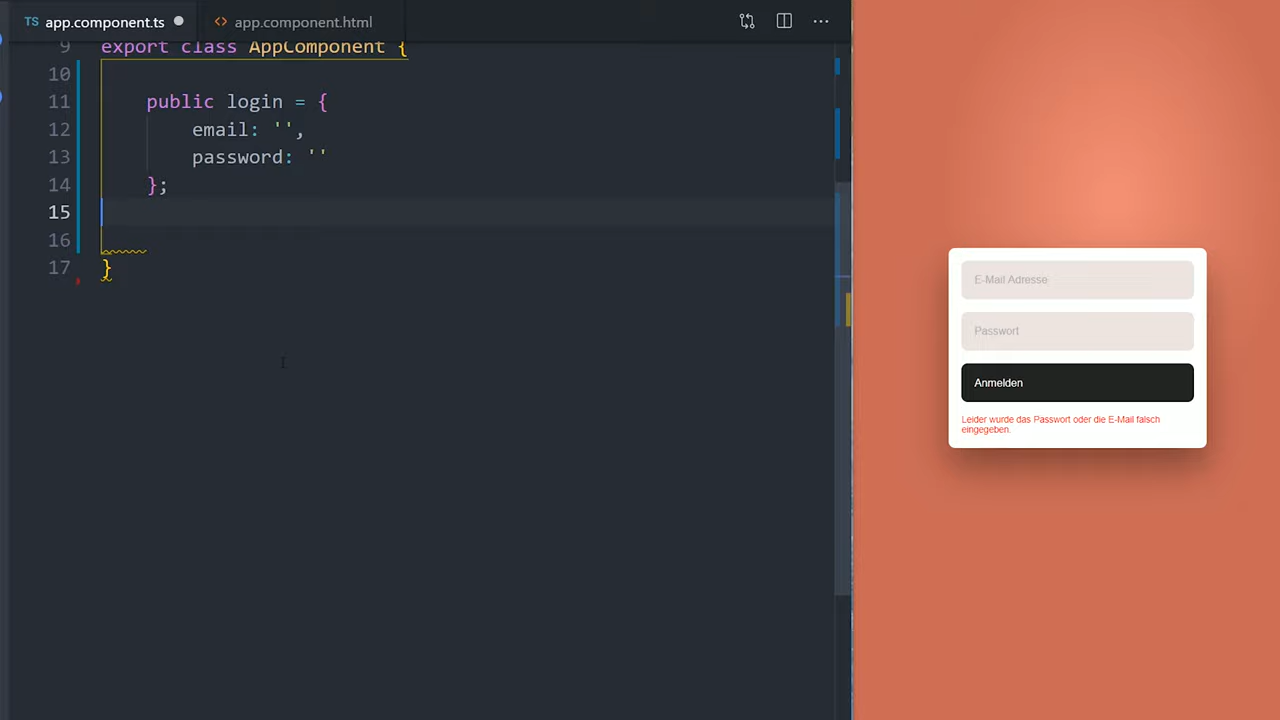 TS app.component.ts
<> app.component.html
9 export class AppComponent {
10
11 public login = {
12 email: '',
13 password: ''
14 };
15
16
17 }
E-Mail Adresse
Passwort
Anmelden
Leider wurde das Passwort oder die E-Mail falsch
eingegeben.